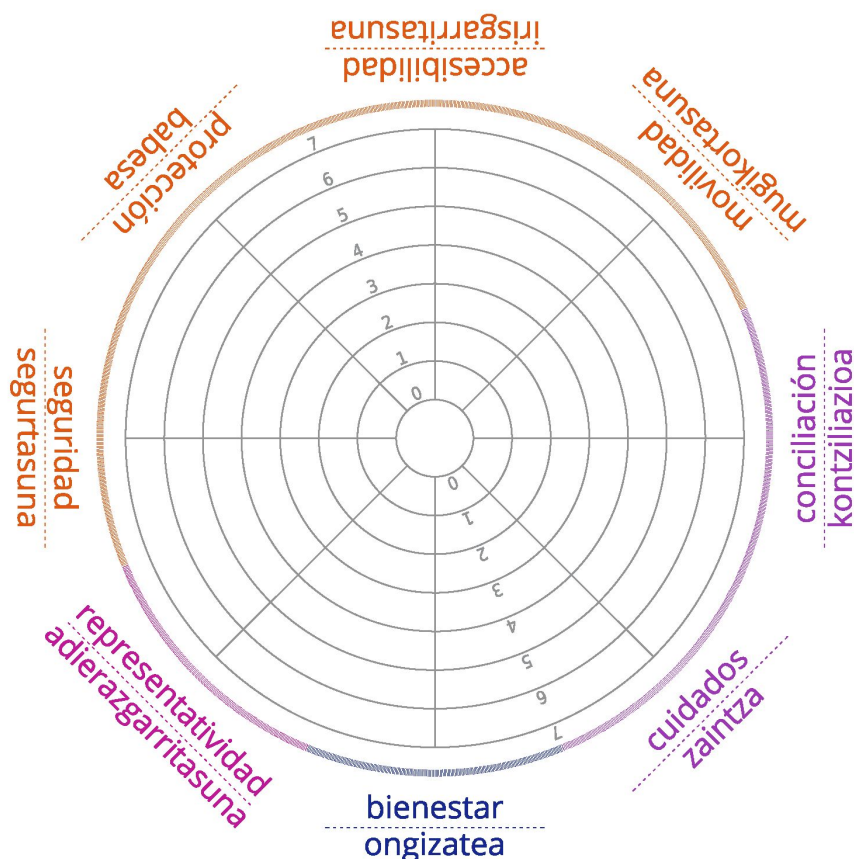 accesibilidad
irisgarritasuna
movilidad
mugikortasuna
conciliación
kontziliazioa
cuidados
zaintza
bienestar
ongizatea
representatividad
adierazgarritasuna
seguridad
segurtasuna
protección
babesa
7
6
5
4
3
2
1
0
0
1
2
3
4
5
6
7